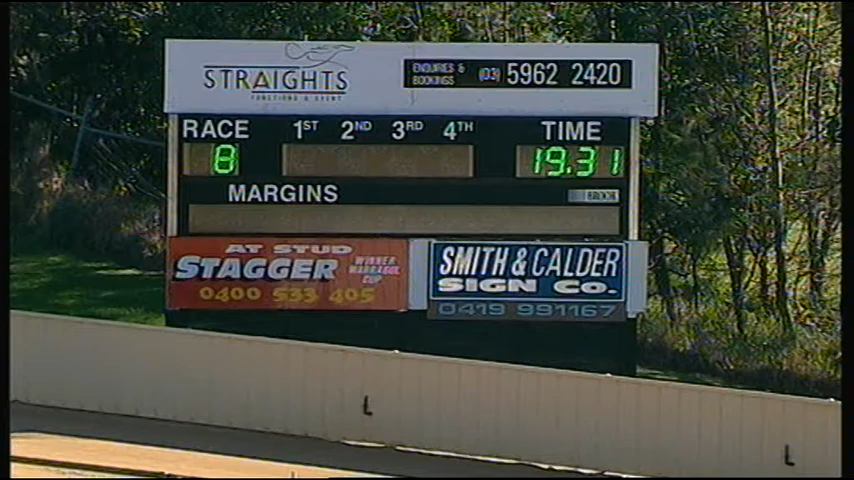 STRAIGHTS
FUNCTIONS & EVENT
ENQUIRIES & BOOKINGS (03) 5962 2420
RACE 1ST 2ND 3RD 4TH TIME
8 19.31
MARGINS
AT STUD
STAGGER
WINNER WARRAGUL CUP
0400 533 405
SMITH & CALDER
SIGN CO.
0419 991167
L
L